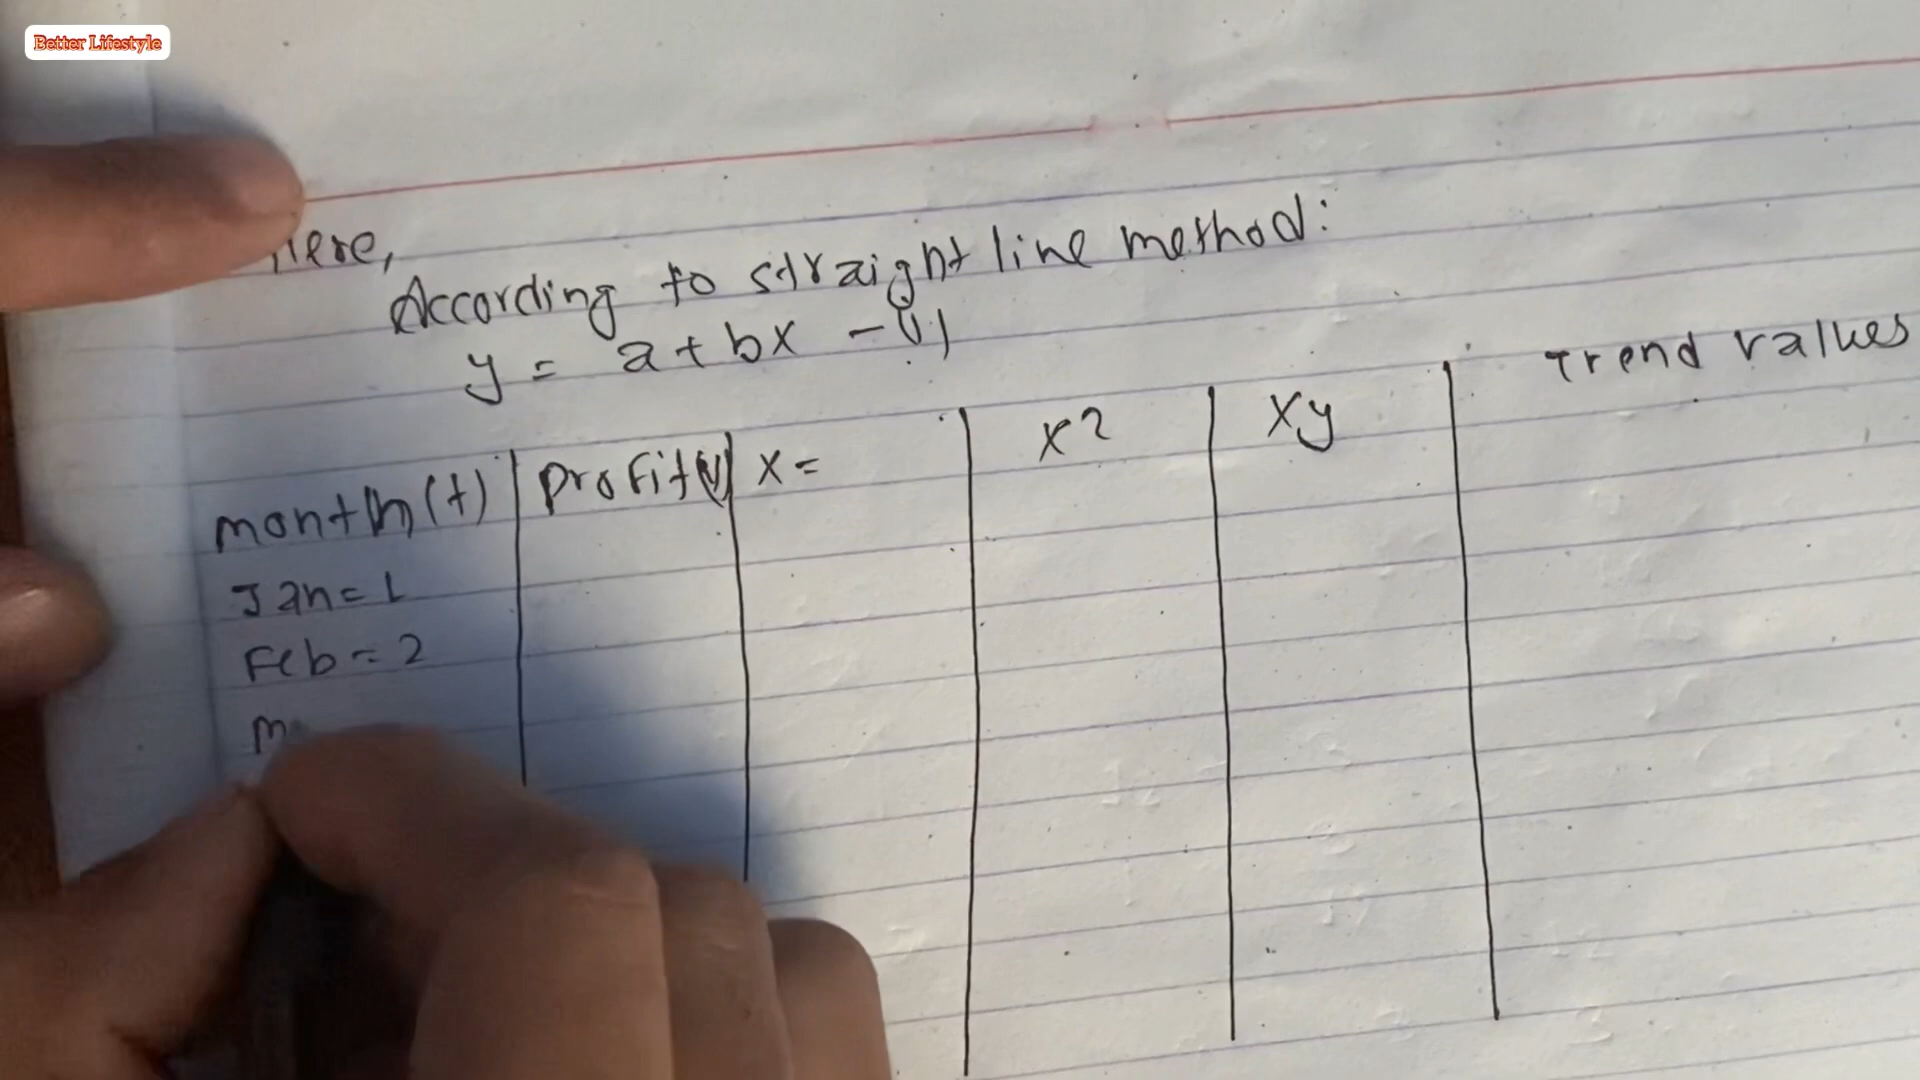 Better Lifestyle
Here,
According to straight line method:
y = a + bx - (1)
month(t) profit(y) x = x2 xy Trend values
Jan = 1
Feb = 2
m